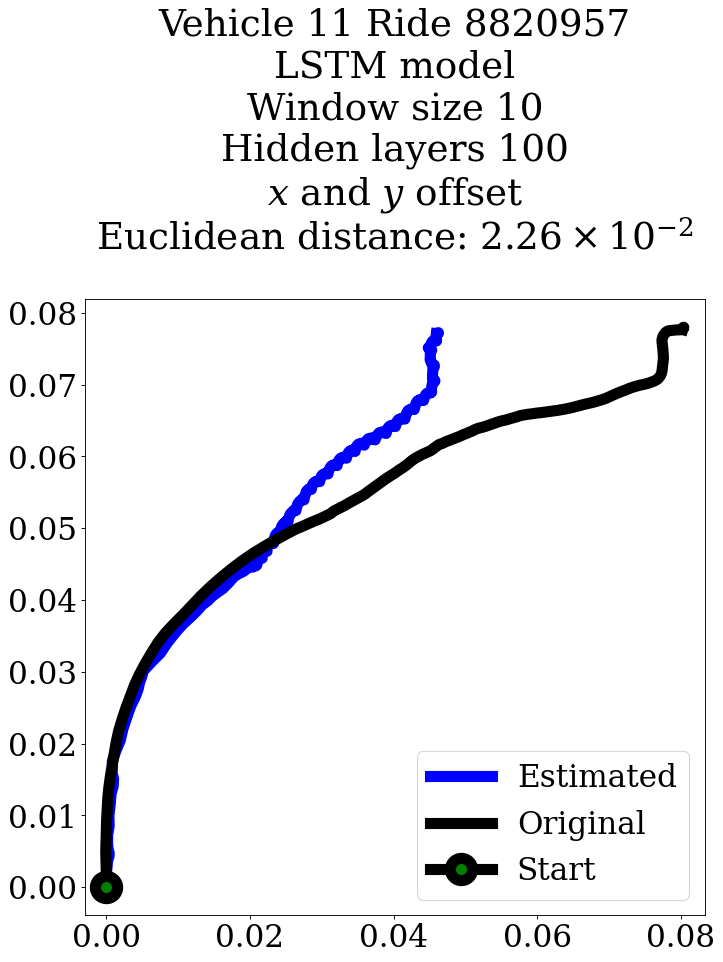 Vehicle 11 Ride 8820957
LSTM model
Window size 10
Hidden layers 100
x and y offset
Euclidean distance: 2.26 × 10⁻²
0.08
0.07
0.06
0.05
0.04
0.03
0.02
0.01
0.00
Estimated
Original
Start
0.00 0.02 0.04 0.06 0.08